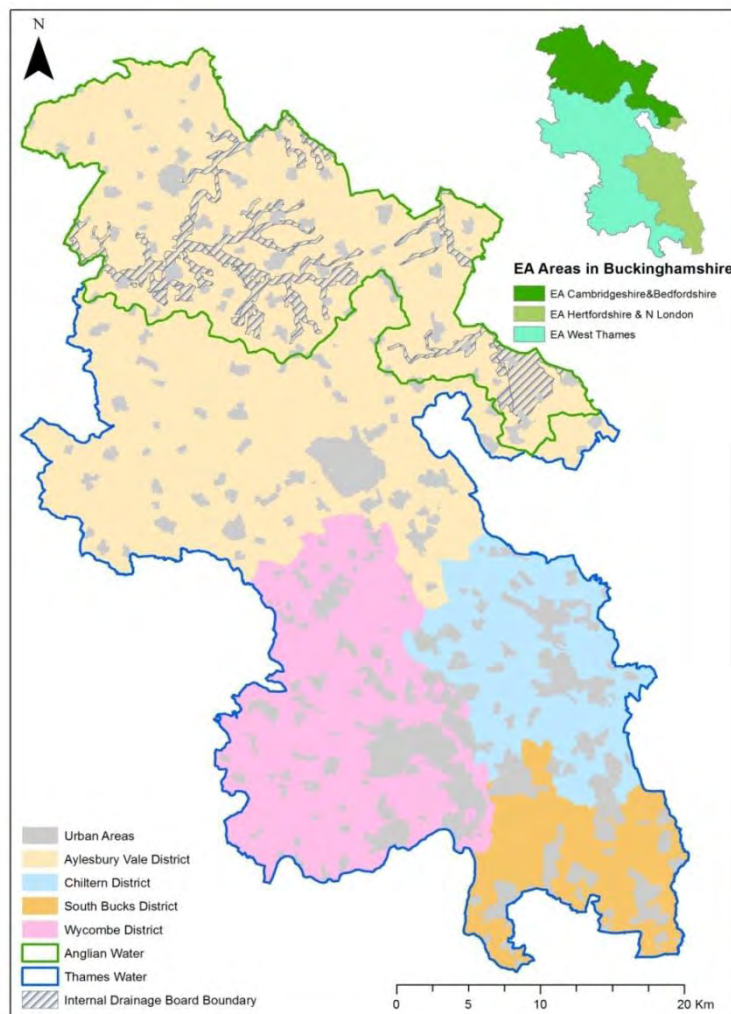 N
EA Areas in Buckinghamshire
EA Cambridgeshire&Bedfordshire
EA Hertfordshire & N London
EA West Thames
Urban Areas
Aylesbury Vale District
Chiltern District
South Bucks District
Wycombe District
Anglian Water
Thames Water
Internal Drainage Board Boundary
0 5 10 20 Km